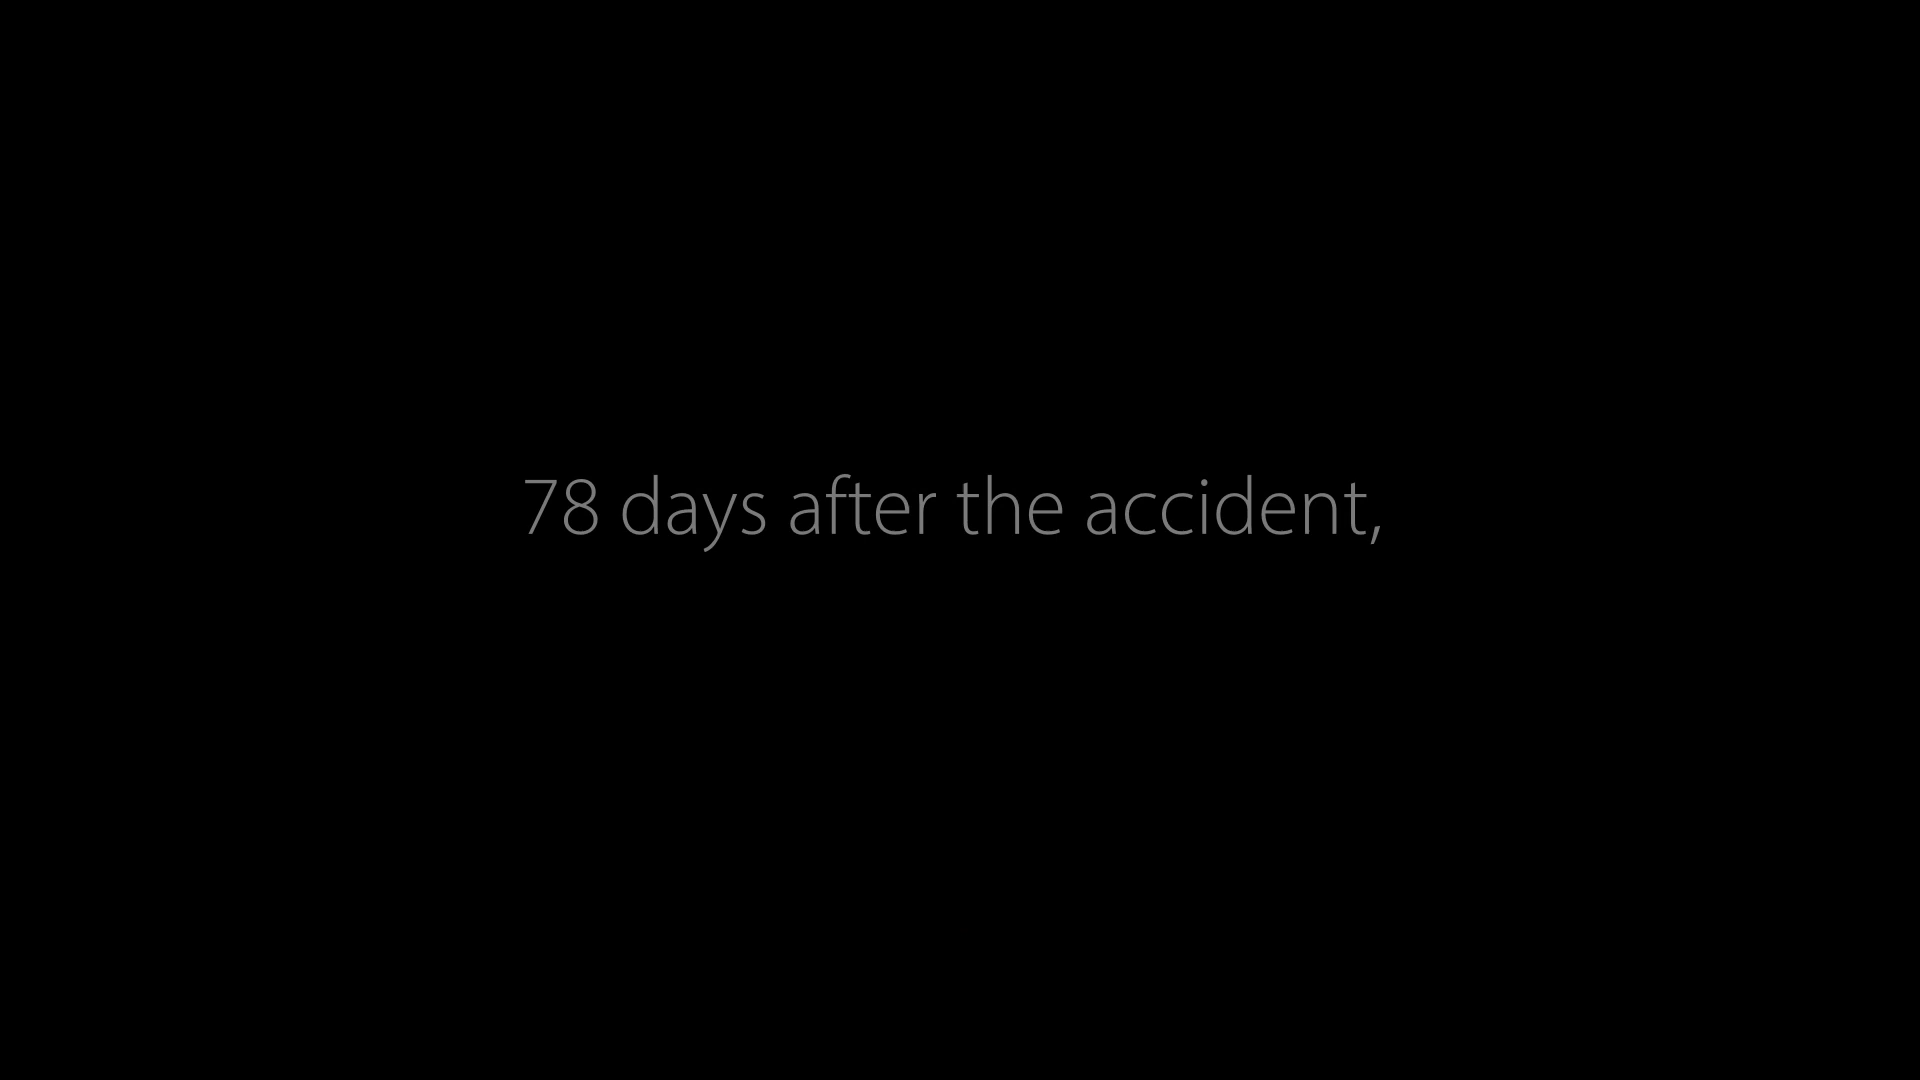 78 days after the accident,